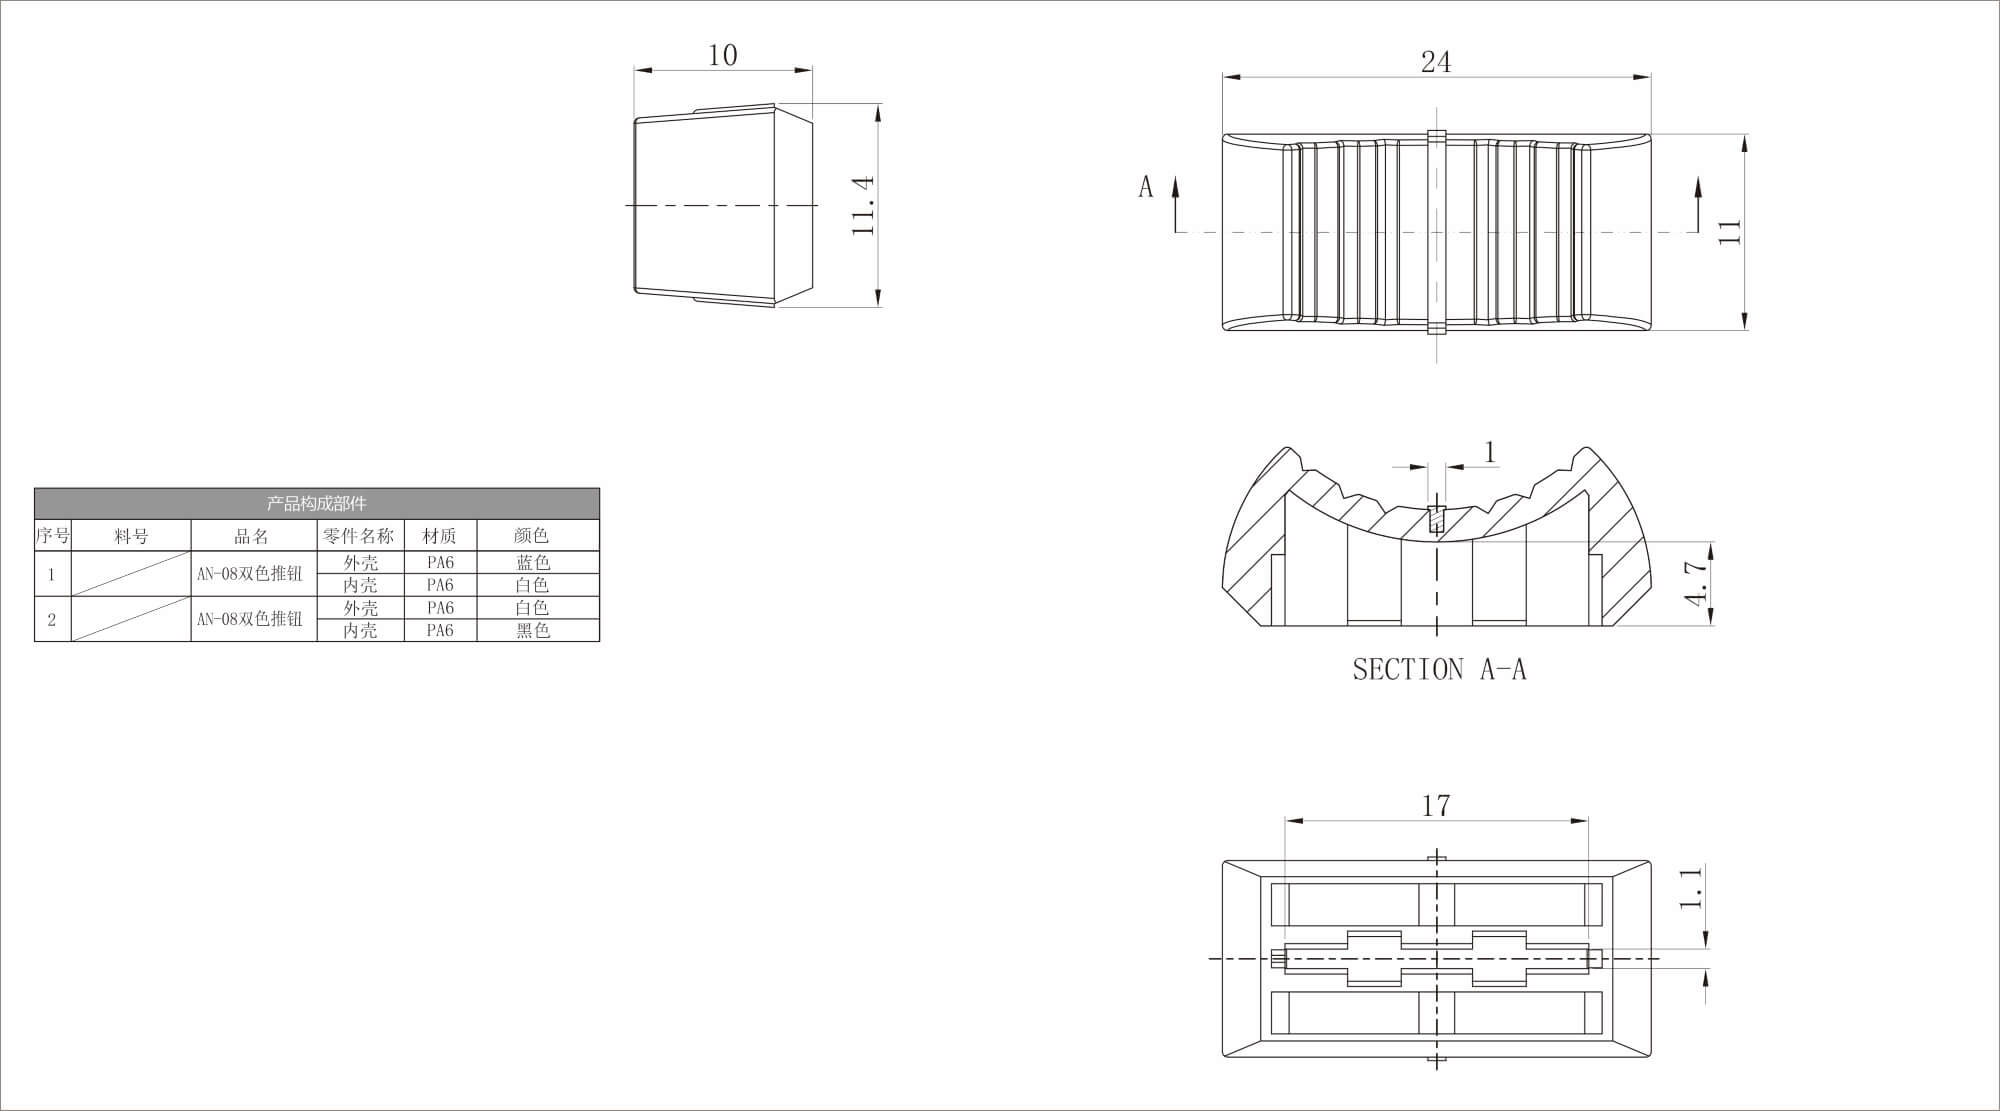 10
11.4
24
A
11
1
4.7
SECTION A-A
产品构成部件
序号 料号 品名 零件名称 材质 颜色
1 AN-08双色推钮 外壳 PA6 蓝色
内壳 PA6 白色
2 AN-08双色推钮 外壳 PA6 白色
内壳 PA6 黑色
17
1.1